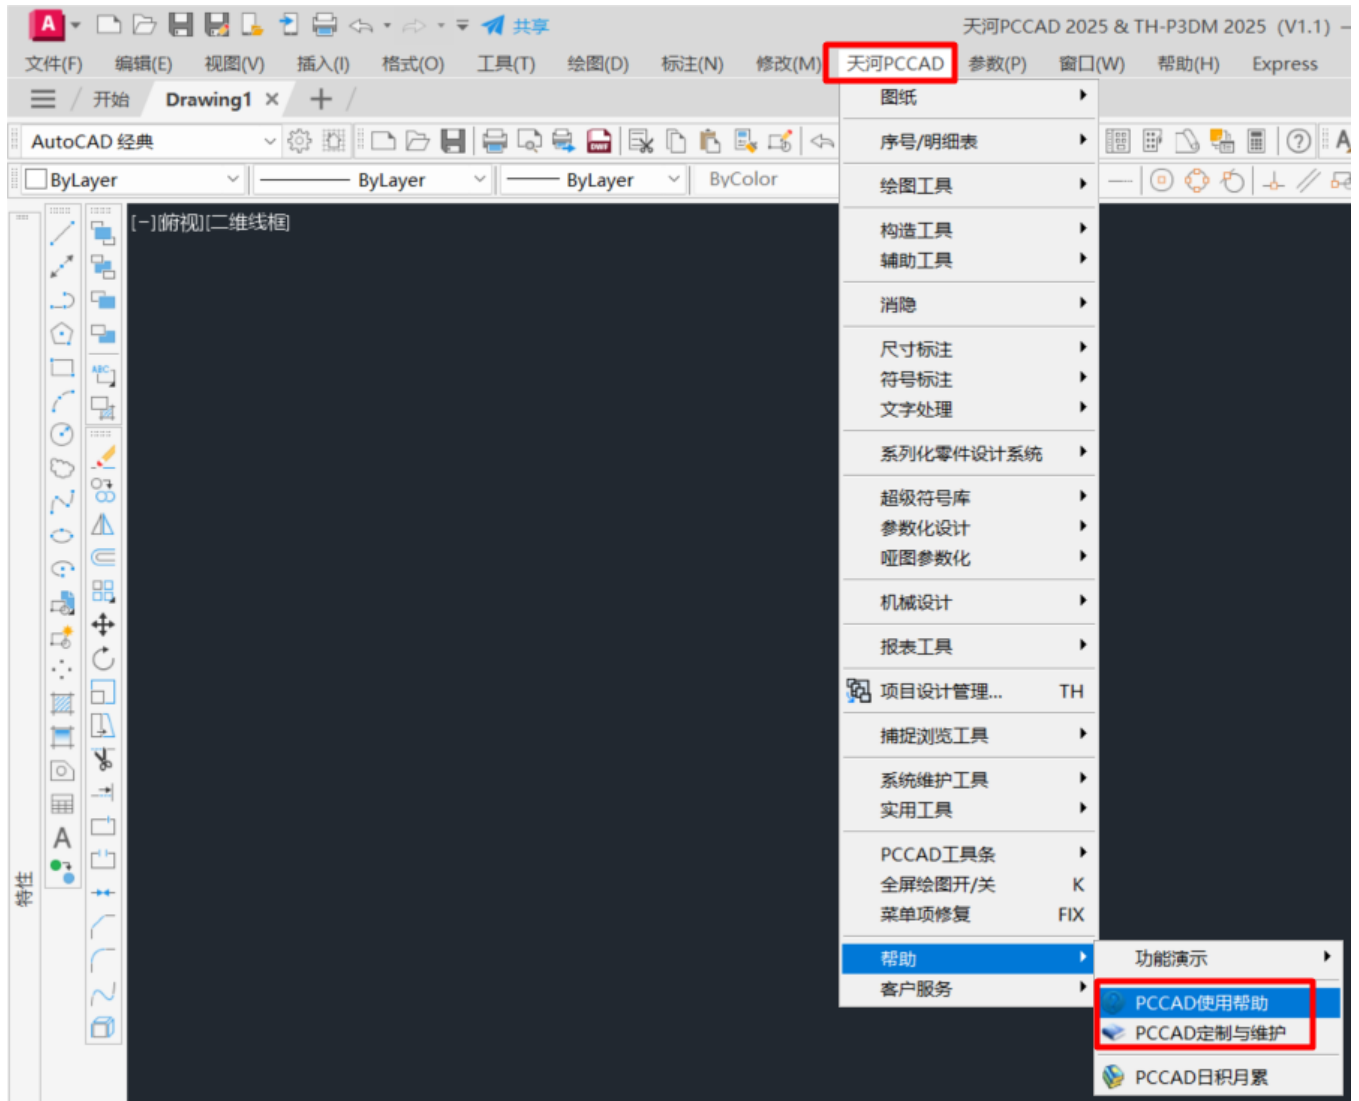 A 共享 天河PCCAD 2025 & TH-P3DM 2025 (V1.1)
文件(F) 编辑(E) 视图(V) 插入(I) 格式(O) 工具(T) 绘图(D) 标注(N) 修改(M) 天河PCCAD 参数(P) 窗口(W) 帮助(H) Express
开始 Drawing1
AutoCAD 经典
ByLayer ByLayer ByLayer ByColor
[−][俯视][二维线框]
图纸
序号/明细表
绘图工具
构造工具
辅助工具
消隐
尺寸标注
符号标注
文字处理
系列化零件设计系统
超级符号库
参数化设计
哑图参数化
机械设计
报表工具
项目设计管理... TH
捕捉浏览工具
系统维护工具
实用工具
PCCAD工具条
全屏绘图开/关 K
菜单项修复 FIX
帮助
客户服务
功能演示
PCCAD使用帮助
PCCAD定制与维护
PCCAD日积月累
ABC
A
特性